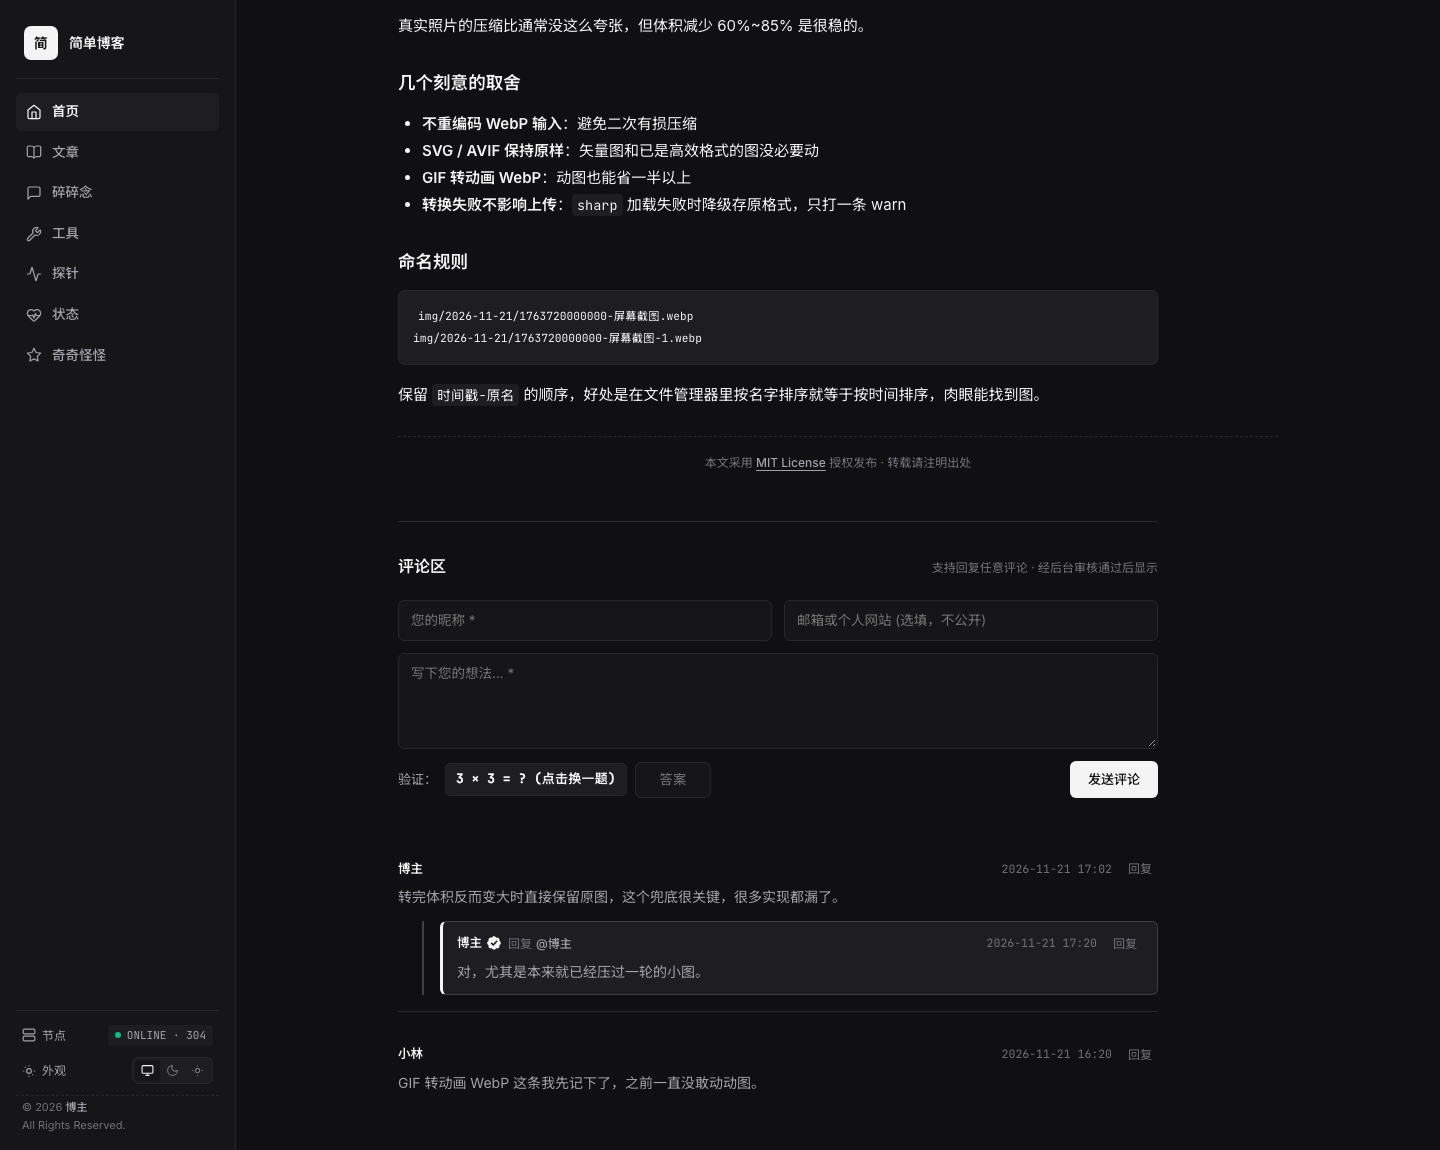 简 简单博客
首页
文章
碎碎念
工具
探针
状态
奇奇怪怪
节点 ONLINE · 304
外观
© 2026 博主
All Rights Reserved.
真实照片的压缩比通常没这么夸张，但体积减少 60%~85% 是很稳的。
几个刻意的取舍
不重编码 WebP 输入：避免二次有损压缩
SVG / AVIF 保持原样：矢量图和已是高效格式的图没必要动
GIF 转动画 WebP：动图也能省一半以上
转换失败不影响上传：sharp 加载失败时降级存原格式，只打一条 warn
命名规则
img/2026-11-21/1763720000000-屏幕截图.webp
img/2026-11-21/1763720000000-屏幕截图-1.webp
保留 时间戳-原名 的顺序，好处是在文件管理器里按名字排序就等于按时间排序，肉眼能找到图。
本文采用 MIT License 授权发布 · 转载请注明出处
评论区 支持回复任意评论 · 经后台审核通过后显示
您的昵称 * 邮箱或个人网站 (选填，不公开)
写下您的想法... *
验证： 3 × 3 = ? (点击换一题) 答案 发送评论
博主 2026-11-21 17:02 回复
转完体积反而变大时直接保留原图，这个兜底很关键，很多实现都漏了。
博主 回复 @博主 2026-11-21 17:20 回复
对，尤其是本来就已经压过一轮的小图。
小林 2026-11-21 16:20 回复
GIF 转动画 WebP 这条我先记下了，之前一直没敢动动图。